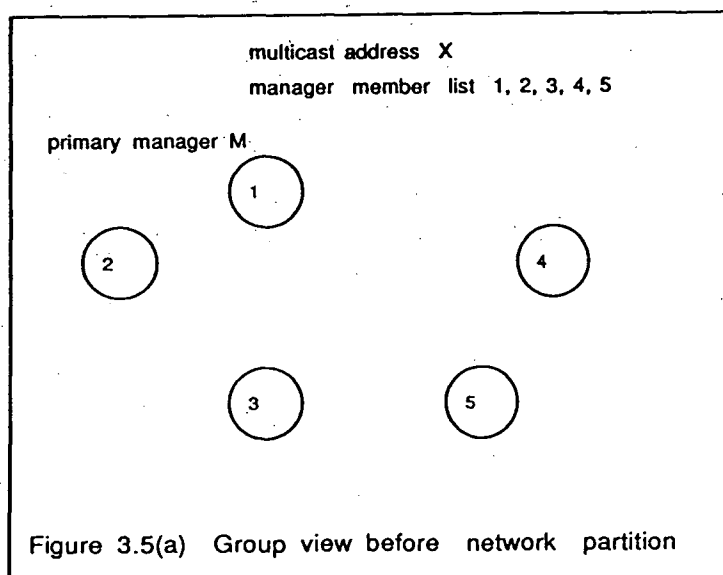 multicast address X
manager member list 1, 2, 3, 4, 5
primary manager M
1
2
4
3
5
Figure 3.5(a) Group view before network partition